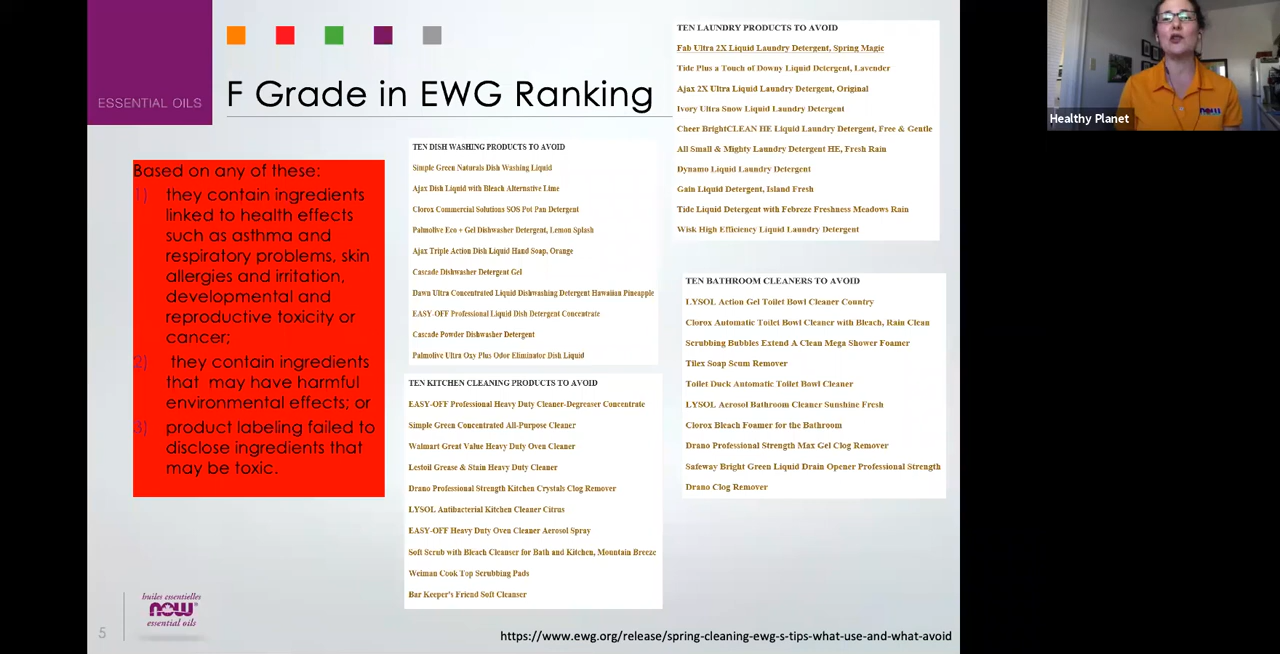 ESSENTIAL OILS
F Grade in EWG Ranking
Based on any of these:
1) they contain ingredients
linked to health effects
such as asthma and
respiratory problems, skin
allergies and irritation,
developmental and
reproductive toxicity or
cancer;
2) they contain ingredients
that may have harmful
environmental effects; or
3) product labeling failed to
disclose ingredients that
may be toxic.
TEN DISH WASHING PRODUCTS TO AVOID
Simple Green Naturals Dish Washing Liquid
Ajax Dish Liquid with Bleach Alternative Lime
Clorox Commercial Solutions SOS Pot Pan Detergent
Palmolive Eco + Gel Dishwasher Detergent, Lemon Splash
Ajax Triple Action Dish Liquid Hand Soap, Orange
Cascade Dishwasher Detergent Gel
Dawn Ultra Concentrated Liquid Dishwashing Detergent Hawaiian Pineapple
EASY-OFF Professional Liquid Dish Detergent Concentrate
Cascade Powder Dishwasher Detergent
Palmolive Ultra Oxy Plus Odor Eliminator Dish Liquid
TEN KITCHEN CLEANING PRODUCTS TO AVOID
EASY-OFF Professional Heavy Duty Cleaner-Degreaser Concentrate
Simple Green Concentrated All-Purpose Cleaner
Walmart Great Value Heavy Duty Oven Cleaner
Lestoil Grease & Stain Heavy Duty Cleaner
Drano Professional Strength Kitchen Crystals Clog Remover
LYSOL Antibacterial Kitchen Cleaner Citrus
EASY-OFF Heavy Duty Oven Cleaner Aerosol Spray
Soft Scrub with Bleach Cleanser for Bath and Kitchen, Mountain Breeze
Weiman Cook Top Scrubbing Pads
Bar Keeper's Friend Soft Cleanser
TEN LAUNDRY PRODUCTS TO AVOID
Fab Ultra 2X Liquid Laundry Detergent, Spring Magic
Tide Plus a Touch of Downy Liquid Detergent, Lavender
Ajax 2X Ultra Liquid Laundry Detergent, Original
Ivory Ultra Snow Liquid Laundry Detergent
Cheer BrightCLEAN HE Liquid Laundry Detergent, Free & Gentle
All Small & Mighty Laundry Detergent HE, Fresh Rain
Dynamo Liquid Laundry Detergent
Gain Liquid Detergent, Island Fresh
Tide Liquid Detergent with Febreze Freshness Meadows Rain
Wisk High Efficiency Liquid Laundry Detergent
TEN BATHROOM CLEANERS TO AVOID
LYSOL Action Gel Toilet Bowl Cleaner Country
Clorox Automatic Toilet Bowl Cleaner with Bleach, Rain Clean
Scrubbing Bubbles Extend A Clean Mega Shower Foamer
Tilex Soap Scum Remover
Toilet Duck Automatic Toilet Bowl Cleaner
LYSOL Aerosol Bathroom Cleaner Sunshine Fresh
Clorox Bleach Foamer for the Bathroom
Drano Professional Strength Max Gel Clog Remover
Safeway Bright Green Liquid Drain Opener Professional Strength
Drano Clog Remover
Healthy Planet
now
5
huiles essentielles
NOW®
essential oils
https://www.ewg.org/release/spring-cleaning-ewg-s-tips-what-use-and-what-avoid